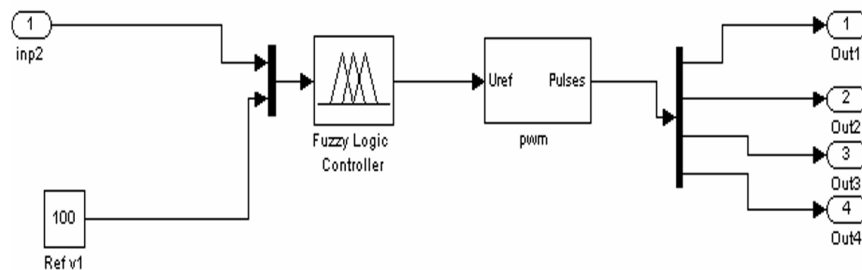 1
inp2
100
Ref v1
Fuzzy Logic
Controller
Uref
Pulses
pwm
1
Out1
2
Out2
3
Out3
4
Out4